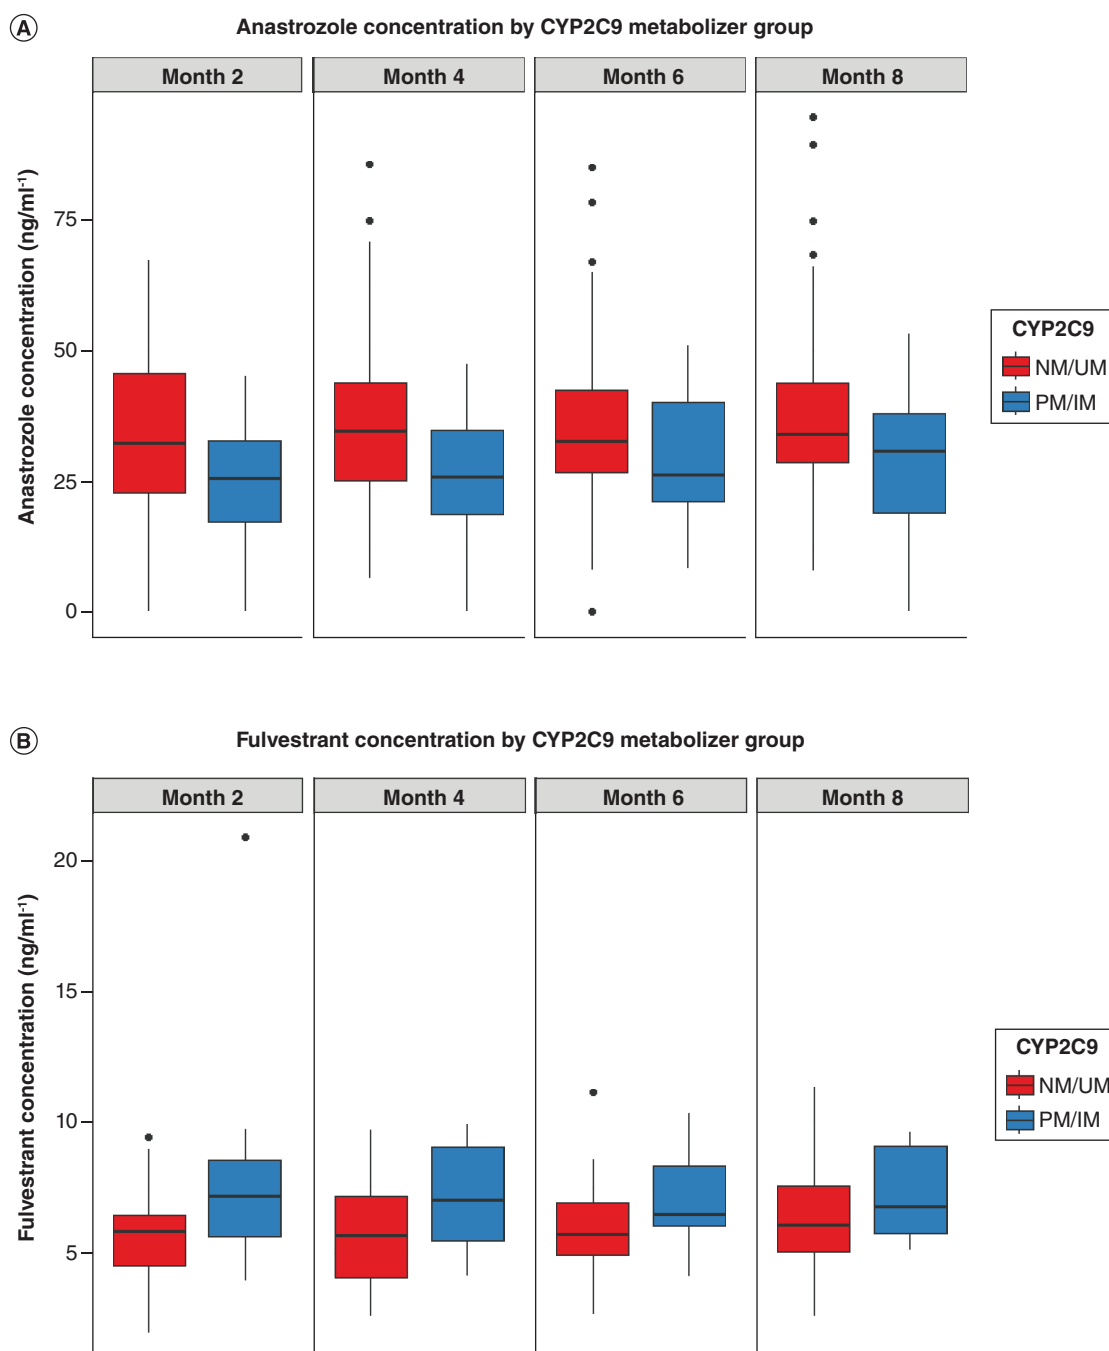 A
Anastrozole concentration by CYP2C9 metabolizer group
Month 2
Month 4
Month 6
Month 8
Anastrozole concentration (ng/ml⁻¹)
75
50
25
0
CYP2C9
NM/UM
PM/IM
B
Fulvestrant concentration by CYP2C9 metabolizer group
Month 2
Month 4
Month 6
Month 8
Fulvestrant concentration (ng/ml⁻¹)
20
15
10
5
CYP2C9
NM/UM
PM/IM